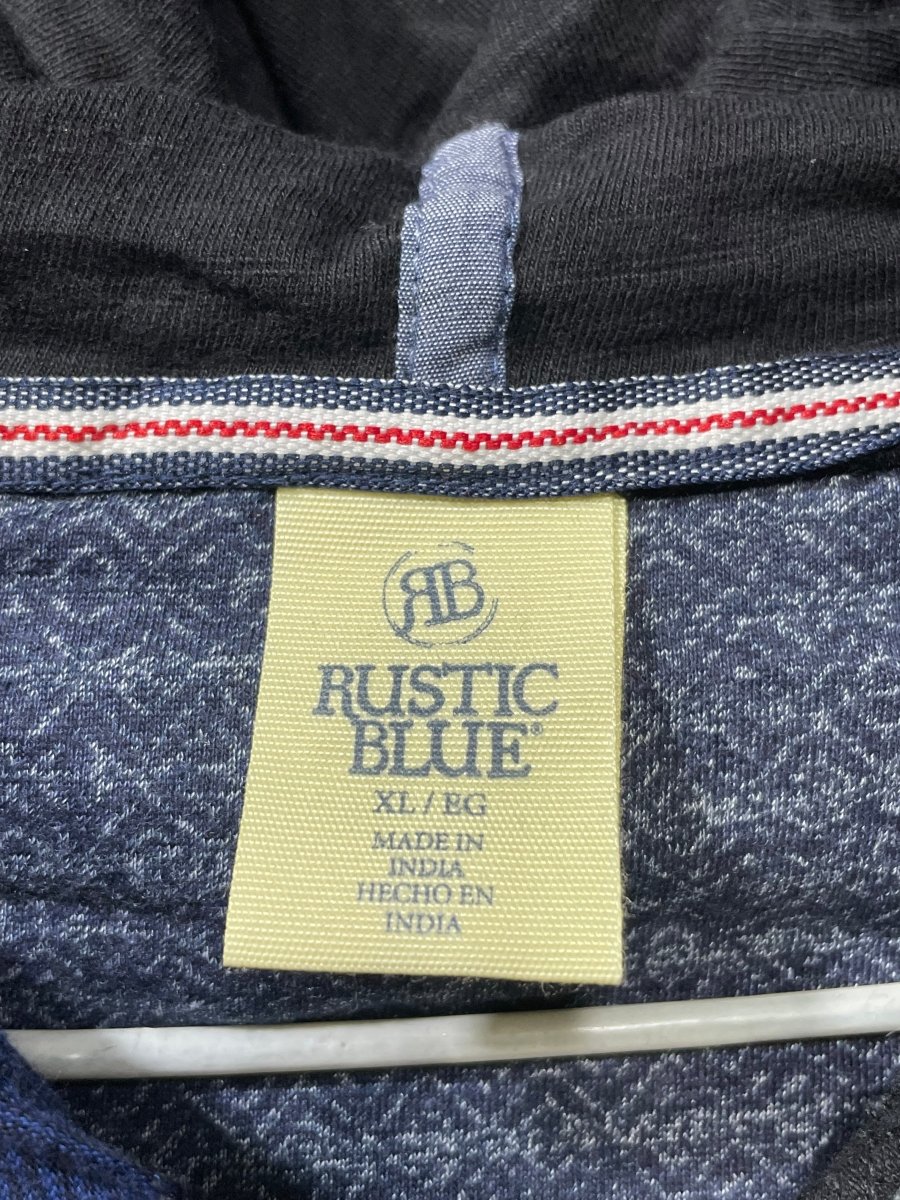 RB
RUSTIC
BLUE®
XL / EG
MADE IN
INDIA
HECHO EN
INDIA